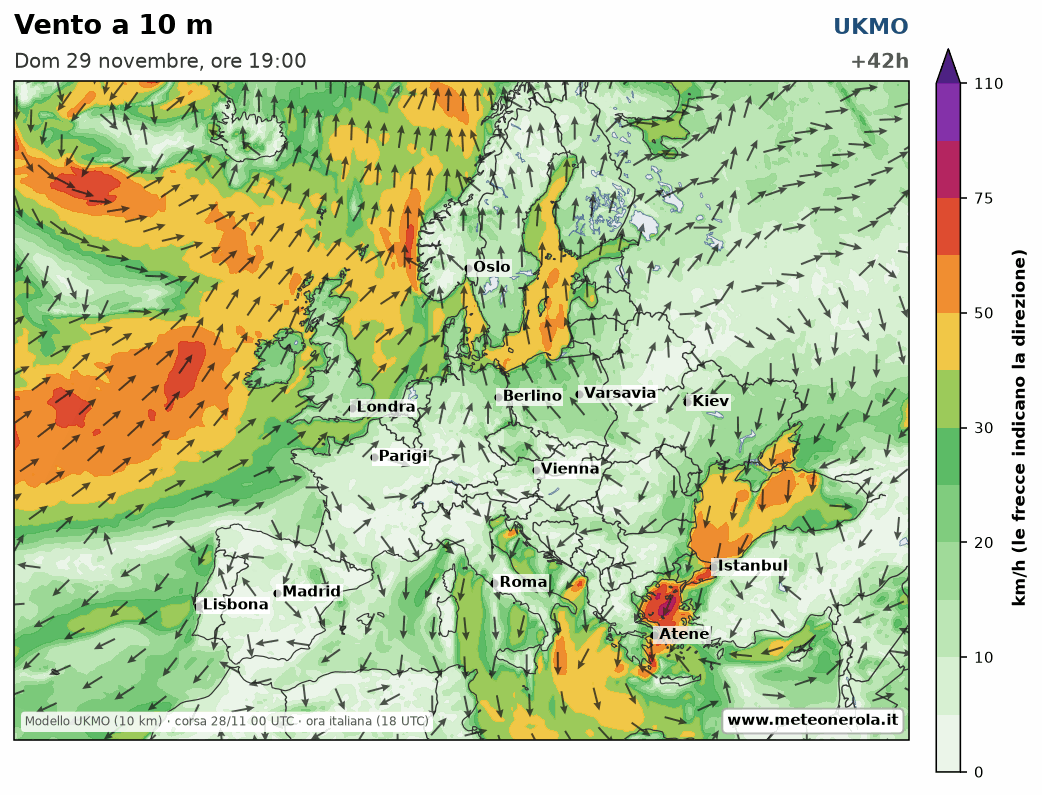 Vento a 10 m
UKMO
Dom 29 novembre, ore 19:00
+42h
110
75
50
30
20
10
0
km/h (le frecce indicano la direzione)
Oslo
Berlino
Varsavia
Londra
Kiev
Parigi
Vienna
Istanbul
Roma
Madrid
Lisbona
Atene
Modello UKMO (10 km) · corsa 28/11 00 UTC · ora italiana (18 UTC)
www.meteonerola.it